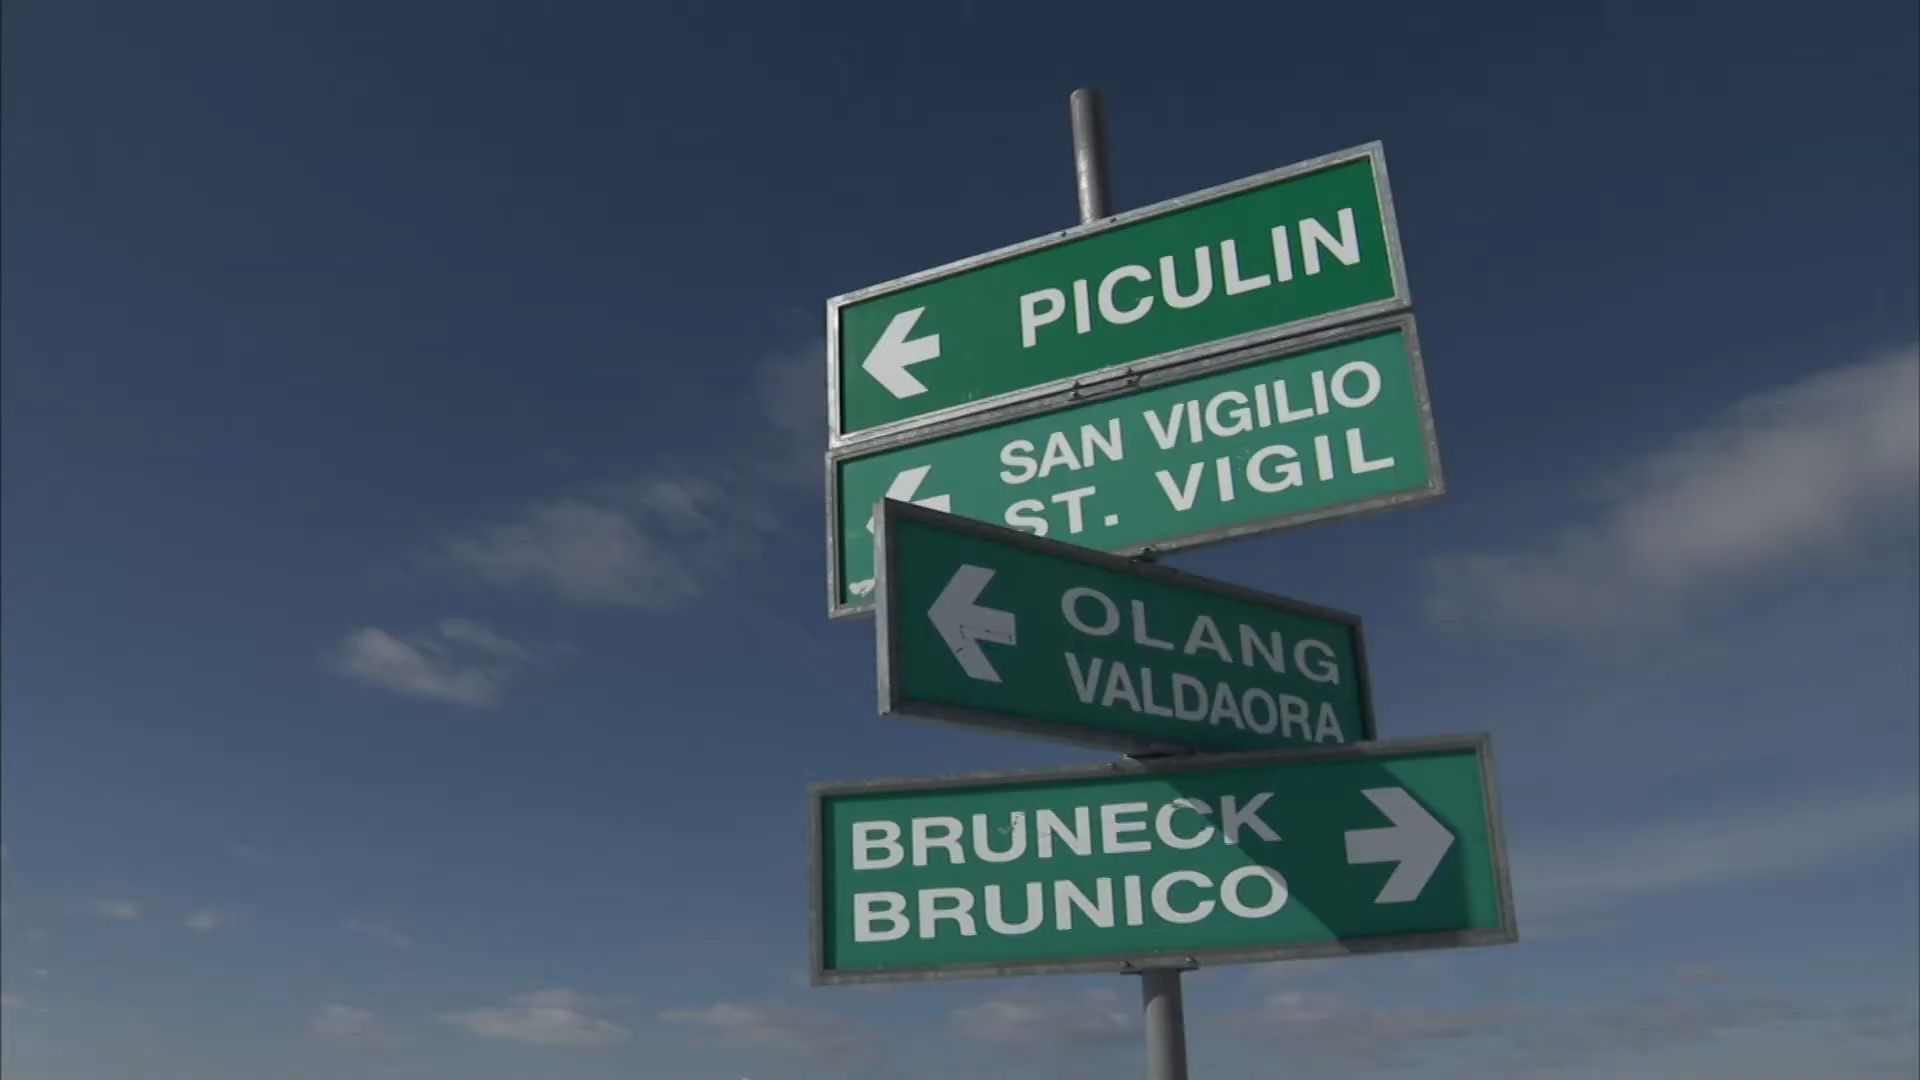 PICULIN
SAN VIGILIO
ST. VIGIL
OLANG
VALDAORA
BRUNECK
BRUNICO